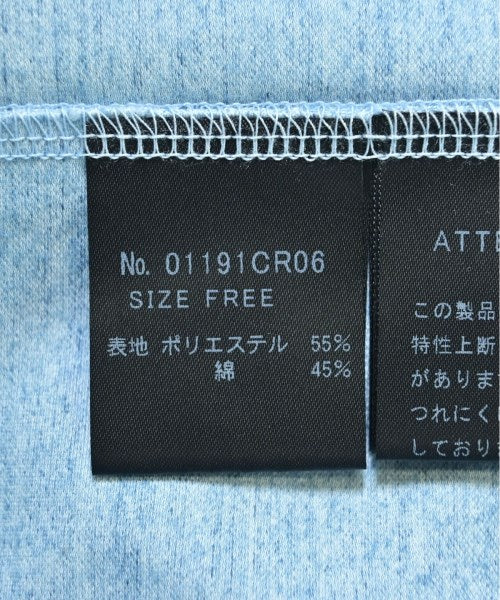 No. 01191CR06
SIZE FREE
表地 ポリエステル 55%
綿 45%
ATTE
この製品
特性上断
がありま
つれにく
しており